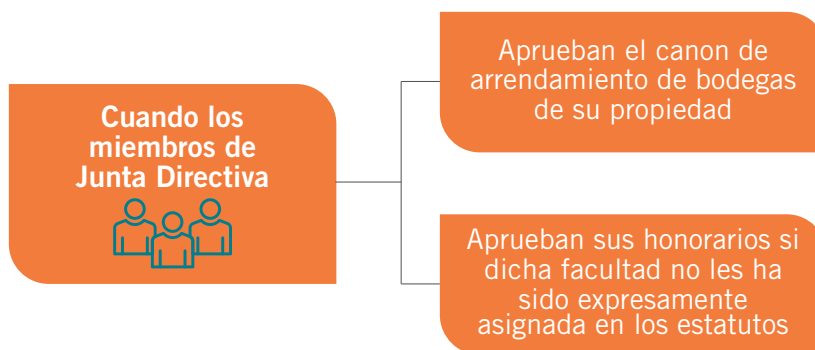 Cuando los
miembros de
Junta Directiva
Aprueban el canon de
arrendamiento de bodegas
de su propiedad
Aprueban sus honorarios si
dicha facultad no les ha
sido expresamente
asignada en los estatutos